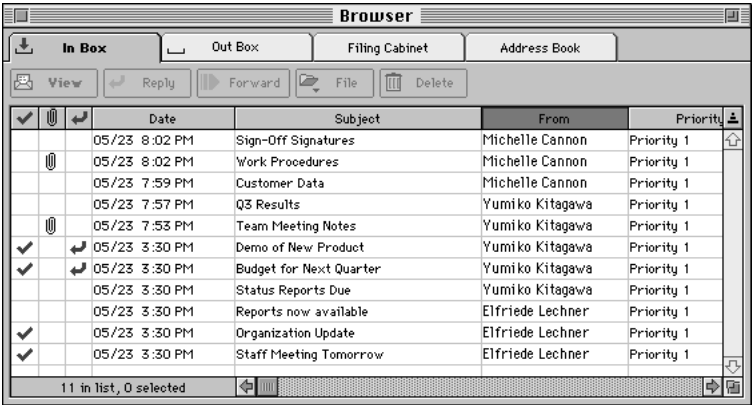 Browser
In Box Out Box Filing Cabinet Address Book
View Reply Forward File Delete
Date Subject From Priority
05/23 8:02 PM Sign-Off Signatures Michelle Cannon Priority 1
05/23 8:02 PM Work Procedures Michelle Cannon Priority 1
05/23 7:59 PM Customer Data Michelle Cannon Priority 1
05/23 7:57 PM Q3 Results Yumiko Kitagawa Priority 1
05/23 7:53 PM Team Meeting Notes Yumiko Kitagawa Priority 1
05/23 3:30 PM Demo of New Product Yumiko Kitagawa Priority 1
05/23 3:30 PM Budget for Next Quarter Yumiko Kitagawa Priority 1
05/23 3:30 PM Status Reports Due Yumiko Kitagawa Priority 1
05/23 3:30 PM Reports now available Elfriede Lechner Priority 1
05/23 3:30 PM Organization Update Elfriede Lechner Priority 1
05/23 3:30 PM Staff Meeting Tomorrow Elfriede Lechner Priority 1
11 in list, 0 selected